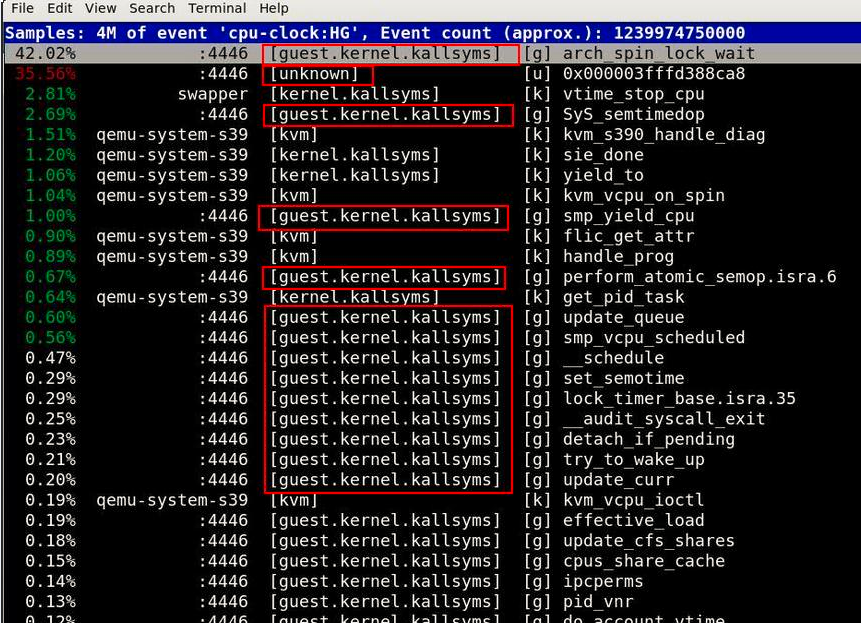 File Edit View Search Terminal Help
Samples: 4M of event 'cpu-clock:HG', Event count (approx.): 1239974750000
42.02% :4446 [guest.kernel.kallsyms] [g] arch_spin_lock_wait
35.56% :4446 [unknown] [u] 0x000003fffd388ca8
2.81% swapper [kernel.kallsyms] [k] vtime_stop_cpu
2.69% :4446 [guest.kernel.kallsyms] [g] SyS_semtimedop
1.51% qemu-system-s39 [kvm] [k] kvm_s390_handle_diag
1.20% qemu-system-s39 [kernel.kallsyms] [k] sie_done
1.06% qemu-system-s39 [kernel.kallsyms] [k] yield_to
1.04% qemu-system-s39 [kvm] [k] kvm_vcpu_on_spin
1.00% :4446 [guest.kernel.kallsyms] [g] smp_yield_cpu
0.90% qemu-system-s39 [kvm] [k] flic_get_attr
0.89% qemu-system-s39 [kvm] [k] handle_prog
0.67% :4446 [guest.kernel.kallsyms] [g] perform_atomic_semop.isra.6
0.64% qemu-system-s39 [kernel.kallsyms] [k] get_pid_task
0.60% :4446 [guest.kernel.kallsyms] [g] update_queue
0.56% :4446 [guest.kernel.kallsyms] [g] smp_vcpu_scheduled
0.47% :4446 [guest.kernel.kallsyms] [g] __schedule
0.29% :4446 [guest.kernel.kallsyms] [g] set_semotime
0.29% :4446 [guest.kernel.kallsyms] [g] lock_timer_base.isra.35
0.25% :4446 [guest.kernel.kallsyms] [g] __audit_syscall_exit
0.23% :4446 [guest.kernel.kallsyms] [g] detach_if_pending
0.21% :4446 [guest.kernel.kallsyms] [g] try_to_wake_up
0.20% :4446 [guest.kernel.kallsyms] [g] update_curr
0.19% qemu-system-s39 [kvm] [k] kvm_vcpu_ioctl
0.19% :4446 [guest.kernel.kallsyms] [g] effective_load
0.18% :4446 [guest.kernel.kallsyms] [g] update_cfs_shares
0.15% :4446 [guest.kernel.kallsyms] [g] cpus_share_cache
0.14% :4446 [guest.kernel.kallsyms] [g] ipcperms
0.13% :4446 [guest.kernel.kallsyms] [g] pid_vnr
0.12% :4446 [guest.kernel.kallsyms] [g] do_account_vtime